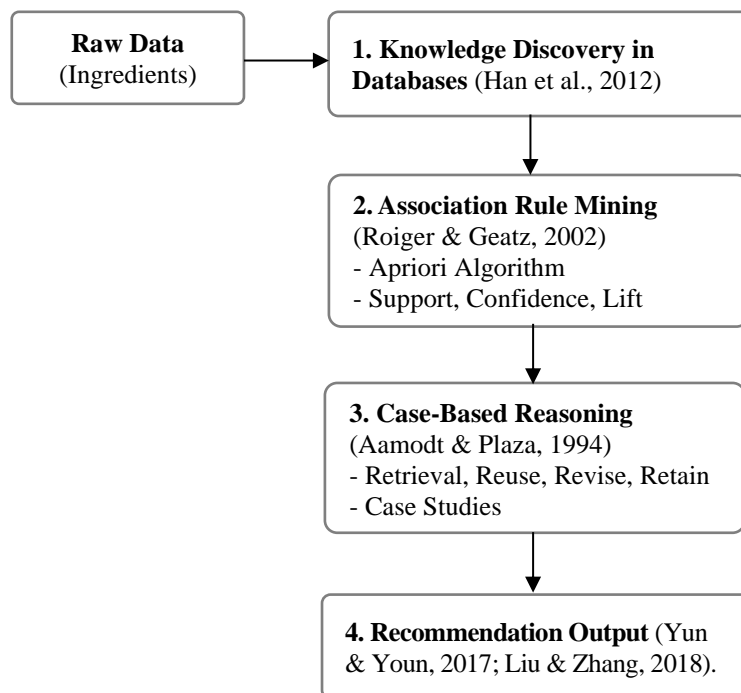 Raw Data
(Ingredients)
1. Knowledge Discovery in
Databases (Han et al., 2012)
2. Association Rule Mining
(Roiger & Geatz, 2002)
- Apriori Algorithm
- Support, Confidence, Lift
3. Case-Based Reasoning
(Aamodt & Plaza, 1994)
- Retrieval, Reuse, Revise, Retain
- Case Studies
4. Recommendation Output (Yun
& Youn, 2017; Liu & Zhang, 2018).